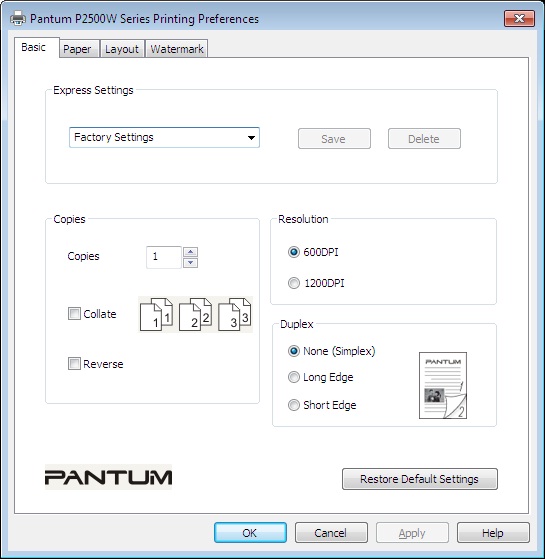 Pantum P2500W Series Printing Preferences
Basic Paper Layout Watermark
Express Settings
Factory Settings Save Delete
Copies
Copies 1
Collate 1 1 2 2 3 3
Reverse
Resolution
600DPI
1200DPI
Duplex
None (Simplex)
Long Edge
Short Edge
PANTUM
2
PANTUM
Restore Default Settings
OK Cancel Apply Help